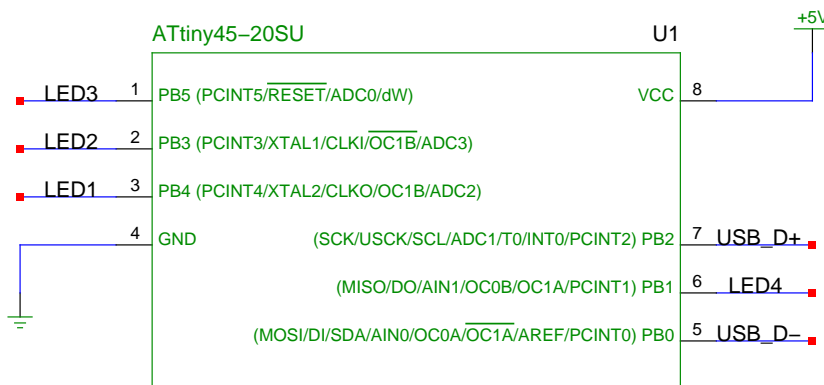 +5V
ATtiny45−20SU U1
LED3 1 PB5 (PCINT5/RESET/ADC0/dW) VCC 8
LED2 2 PB3 (PCINT3/XTAL1/CLKI/OC1B/ADC3)
LED1 3 PB4 (PCINT4/XTAL2/CLKO/OC1B/ADC2)
4 GND (SCK/USCK/SCL/ADC1/T0/INT0/PCINT2) PB2 7 USB_D+
(MISO/DO/AIN1/OC0B/OC1A/PCINT1) PB1 6 LED4
(MOSI/DI/SDA/AIN0/OC0A/OC1A/AREF/PCINT0) PB0 5 USB_D−